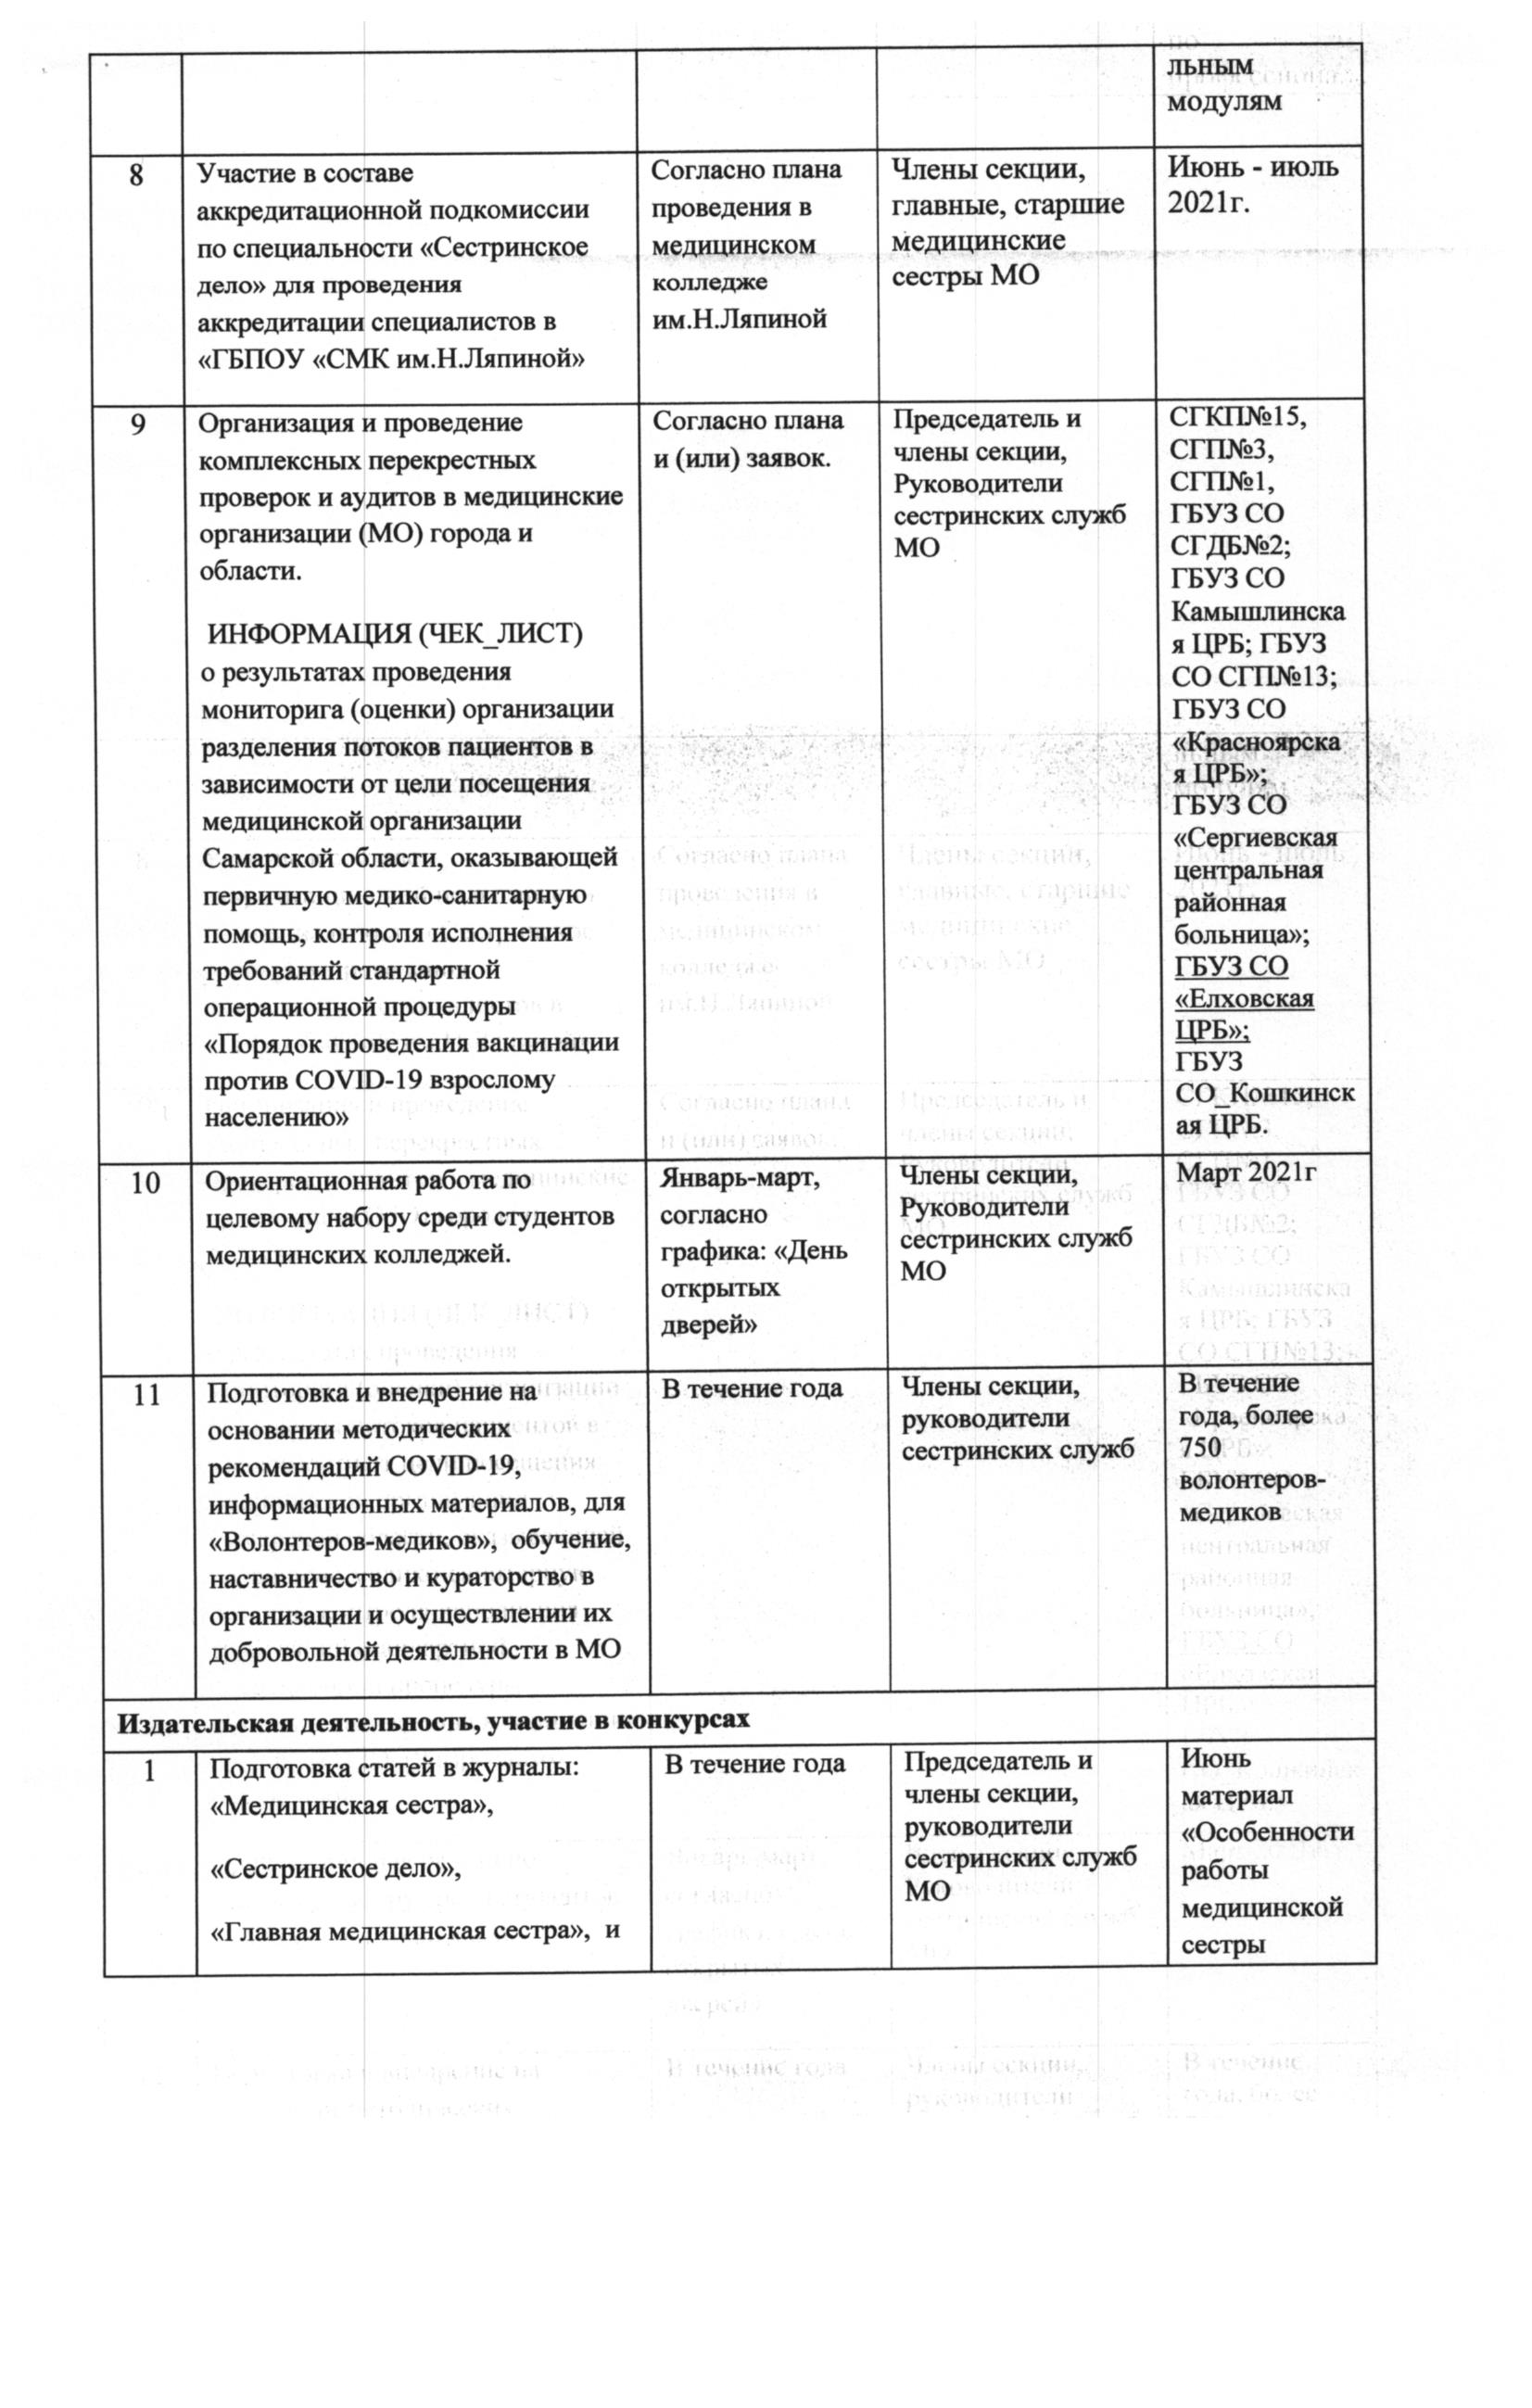 льным
модулям
8
Участие в составе
аккредитационной подкомиссии
по специальности «Сестринское
дело» для проведения
аккредитации специалистов в
«ГБПОУ «СМК им.Н.Ляпиной»
Согласно плана
проведения в
медицинском
колледже
им.Н.Ляпиной
Члены секции,
главные, старшие
медицинские
сестры МО
Июнь - июль
2021г.
9
Организация и проведение
комплексных перекрестных
проверок и аудитов в медицинские
организации (МО) города и
области.
ИНФОРМАЦИЯ (ЧЕК_ЛИСТ)
о результатах проведения
мониторига (оценки) организации
разделения потоков пациентов в
зависимости от цели посещения
медицинской организации
Самарской области, оказывающей
первичную медико-санитарную
помощь, контроля исполнения
требований стандартной
операционной процедуры
«Порядок проведения вакцинации
против COVID-19 взрослому
населению»
Согласно плана
и (или) заявок.
Председатель и
члены секции,
Руководители
сестринских служб
МО
СГКП№15,
СГП№3,
СГП№1,
ГБУЗ СО
СГДБ№2;
ГБУЗ СО
Камышлинска
я ЦРБ; ГБУЗ
СО СГП№13;
ГБУЗ СО
«Красноярска
я ЦРБ»;
ГБУЗ СО
«Сергиевская
центральная
районная
больница»;
ГБУЗ СО
«Елховская
ЦРБ»;
ГБУЗ
СО_Кошкинск
ая ЦРБ.
10
Ориентационная работа по
целевому набору среди студентов
медицинских колледжей.
Январь-март,
согласно
графика: «День
открытых
дверей»
Члены секции,
Руководители
сестринских служб
МО
Март 2021г
11
Подготовка и внедрение на
основании методических
рекомендаций COVID-19,
информационных материалов, для
«Волонтеров-медиков», обучение,
наставничество и кураторство в
организации и осуществлении их
добровольной деятельности в МО
В течение года
Члены секции,
руководители
сестринских служб
В течение
года, более
750
волонтеров-
медиков
Издательская деятельность, участие в конкурсах
1
Подготовка статей в журналы:
«Медицинская сестра»,
«Сестринское дело»,
«Главная медицинская сестра», и
В течение года
Председатель и
члены секции,
руководители
сестринских служб
МО
Июнь
материал
«Особенности
работы
медицинской
сестры